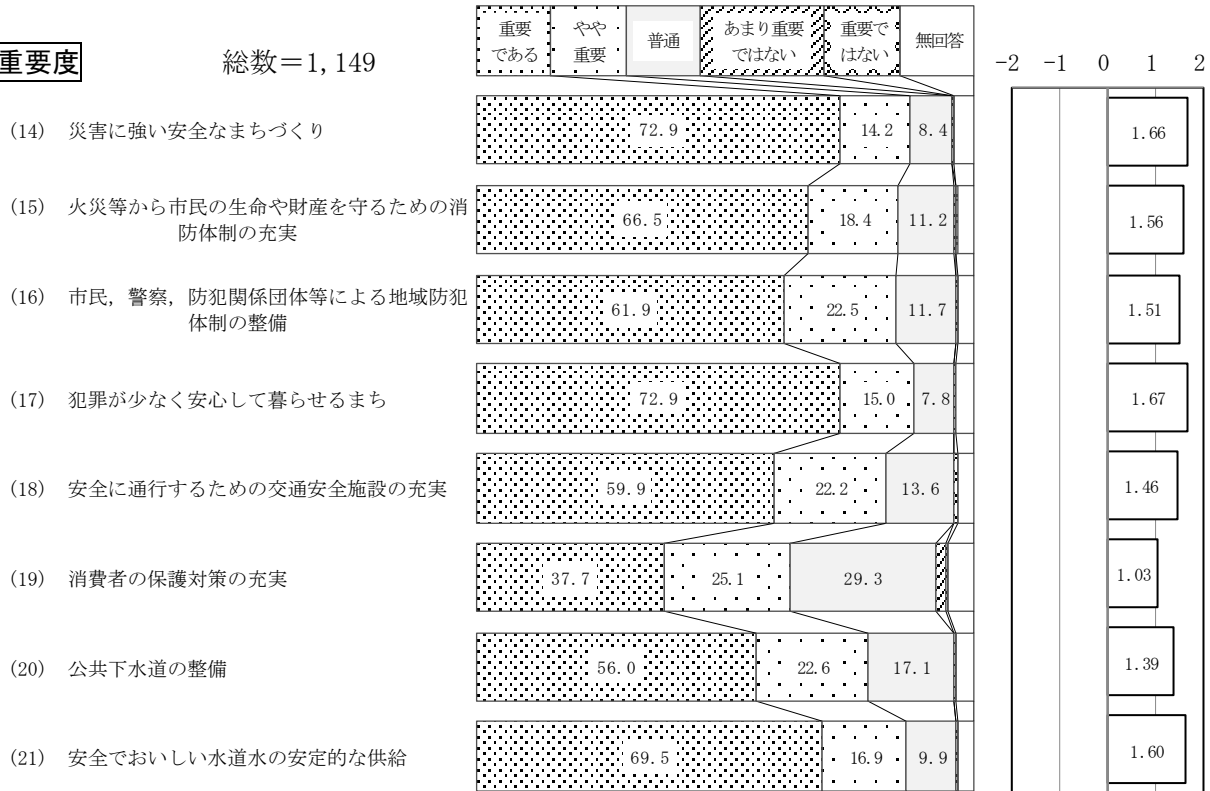 重要度
総数＝1,149
重要
である
やや
重要
普通
あまり重要
ではない
重要で
はない
無回答
-2 -1 0 1 2
(14) 災害に強い安全なまちづくり
72.9 14.2 8.4 1.66
(15) 火災等から市民の生命や財産を守るための消
防体制の充実
66.5 18.4 11.2 1.56
(16) 市民，警察，防犯関係団体等による地域防犯
体制の整備
61.9 22.5 11.7 1.51
(17) 犯罪が少なく安心して暮らせるまち
72.9 15.0 7.8 1.67
(18) 安全に通行するための交通安全施設の充実
59.9 22.2 13.6 1.46
(19) 消費者の保護対策の充実
37.7 25.1 29.3 1.03
(20) 公共下水道の整備
56.0 22.6 17.1 1.39
(21) 安全でおいしい水道水の安定的な供給
69.5 16.9 9.9 1.60